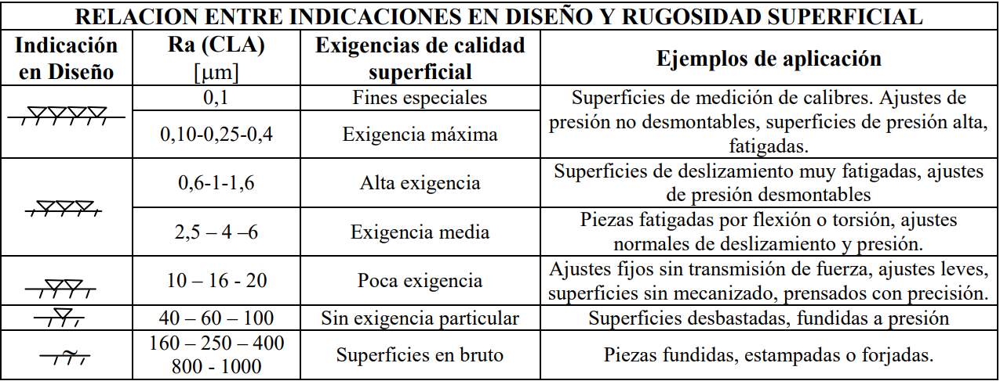 RELACION ENTRE INDICACIONES EN DISEÑO Y RUGOSIDAD SUPERFICIAL
Indicación
en Diseño
Ra (CLA)
[μm]
Exigencias de calidad
superficial
Ejemplos de aplicación
0,1
Fines especiales
Superficies de medición de calibres. Ajustes de
presión no desmontables, superficies de presión alta,
fatigadas.
0,10-0,25-0,4
Exigencia máxima
0,6-1-1,6
Alta exigencia
Superficies de deslizamiento muy fatigadas, ajustes
de presión desmontables
2,5 – 4 –6
Exigencia media
Piezas fatigadas por flexión o torsión, ajustes
normales de deslizamiento y presión.
10 – 16 - 20
Poca exigencia
Ajustes fijos sin transmisión de fuerza, ajustes leves,
superficies sin mecanizado, prensados con precisión.
40 – 60 – 100
Sin exigencia particular
Superficies desbastadas, fundidas a presión
~
160 – 250 – 400
800 - 1000
Superficies en bruto
Piezas fundidas, estampadas o forjadas.